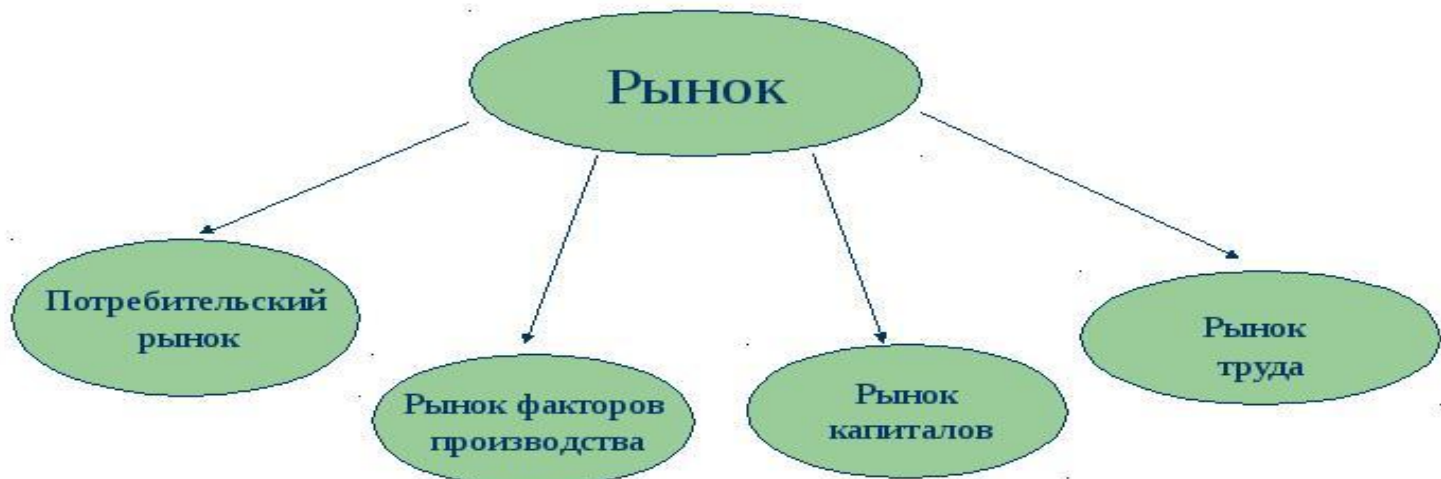 Рынок
Потребительский
рынок
Рынок факторов
производства
Рынок
капиталов
Рынок
труда